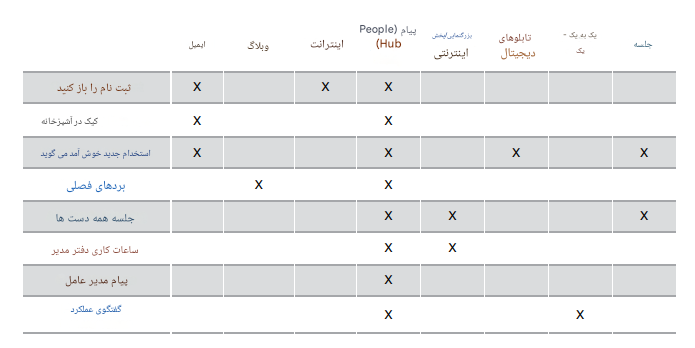 ایمیل وبلاگ اینترانت پیام (People Hub) بزرگنمایی/پخش اینترنتی تابلوهای دیجیتال یک به یک - یک جلسه
ثبت نام را باز کنید X X X
کیک در آشپزخانه X X
استخدام جدید خوش آمد می گوید X X X X
بردهای فصلی X X
جلسه همه دست ها X X X
ساعات کاری دفتر مدیر X X
پیام مدیر عامل X
گفتگوی عملکرد X X